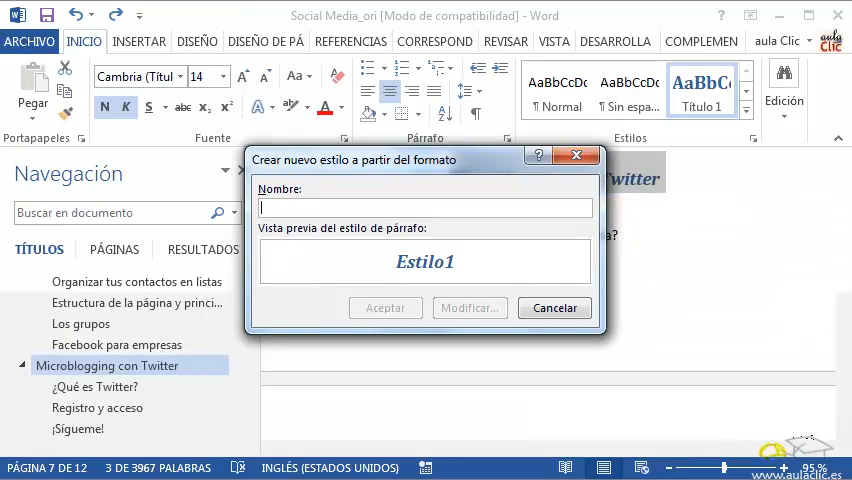 Social Media_ori [Modo de compatibilidad] - Word
ARCHIVO INICIO INSERTAR DISEÑO DISEÑO DE PÁ REFERENCIAS CORRESPOND REVISAR VISTA DESARROLLA COMPLEMEN aula Clic
aula
CLIC
Pegar
Cambria (Títul 14
N K S abc x₂ x²
AaBbCcDc AaBbCcDc AaBbC
¶ Normal ¶ Sin espa... Título 1
Edición
Portapapeles Fuente Párrafo Estilos
Navegación
Buscar en documento
TÍTULOS PÁGINAS RESULTADOS
Organizar tus contactos en listas
Estructura de la página y princi...
Los grupos
Facebook para empresas
Microblogging con Twitter
¿Qué es Twitter?
Registro y acceso
¡Sígueme!
Twitter
a?
Crear nuevo estilo a partir del formato
Nombre:
Vista previa del estilo de párrafo:
Estilo1
Aceptar Modificar... Cancelar
PÁGINA 7 DE 12 3 DE 3967 PALABRAS INGLÉS (ESTADOS UNIDOS) 95 %
www.aulaclic.es